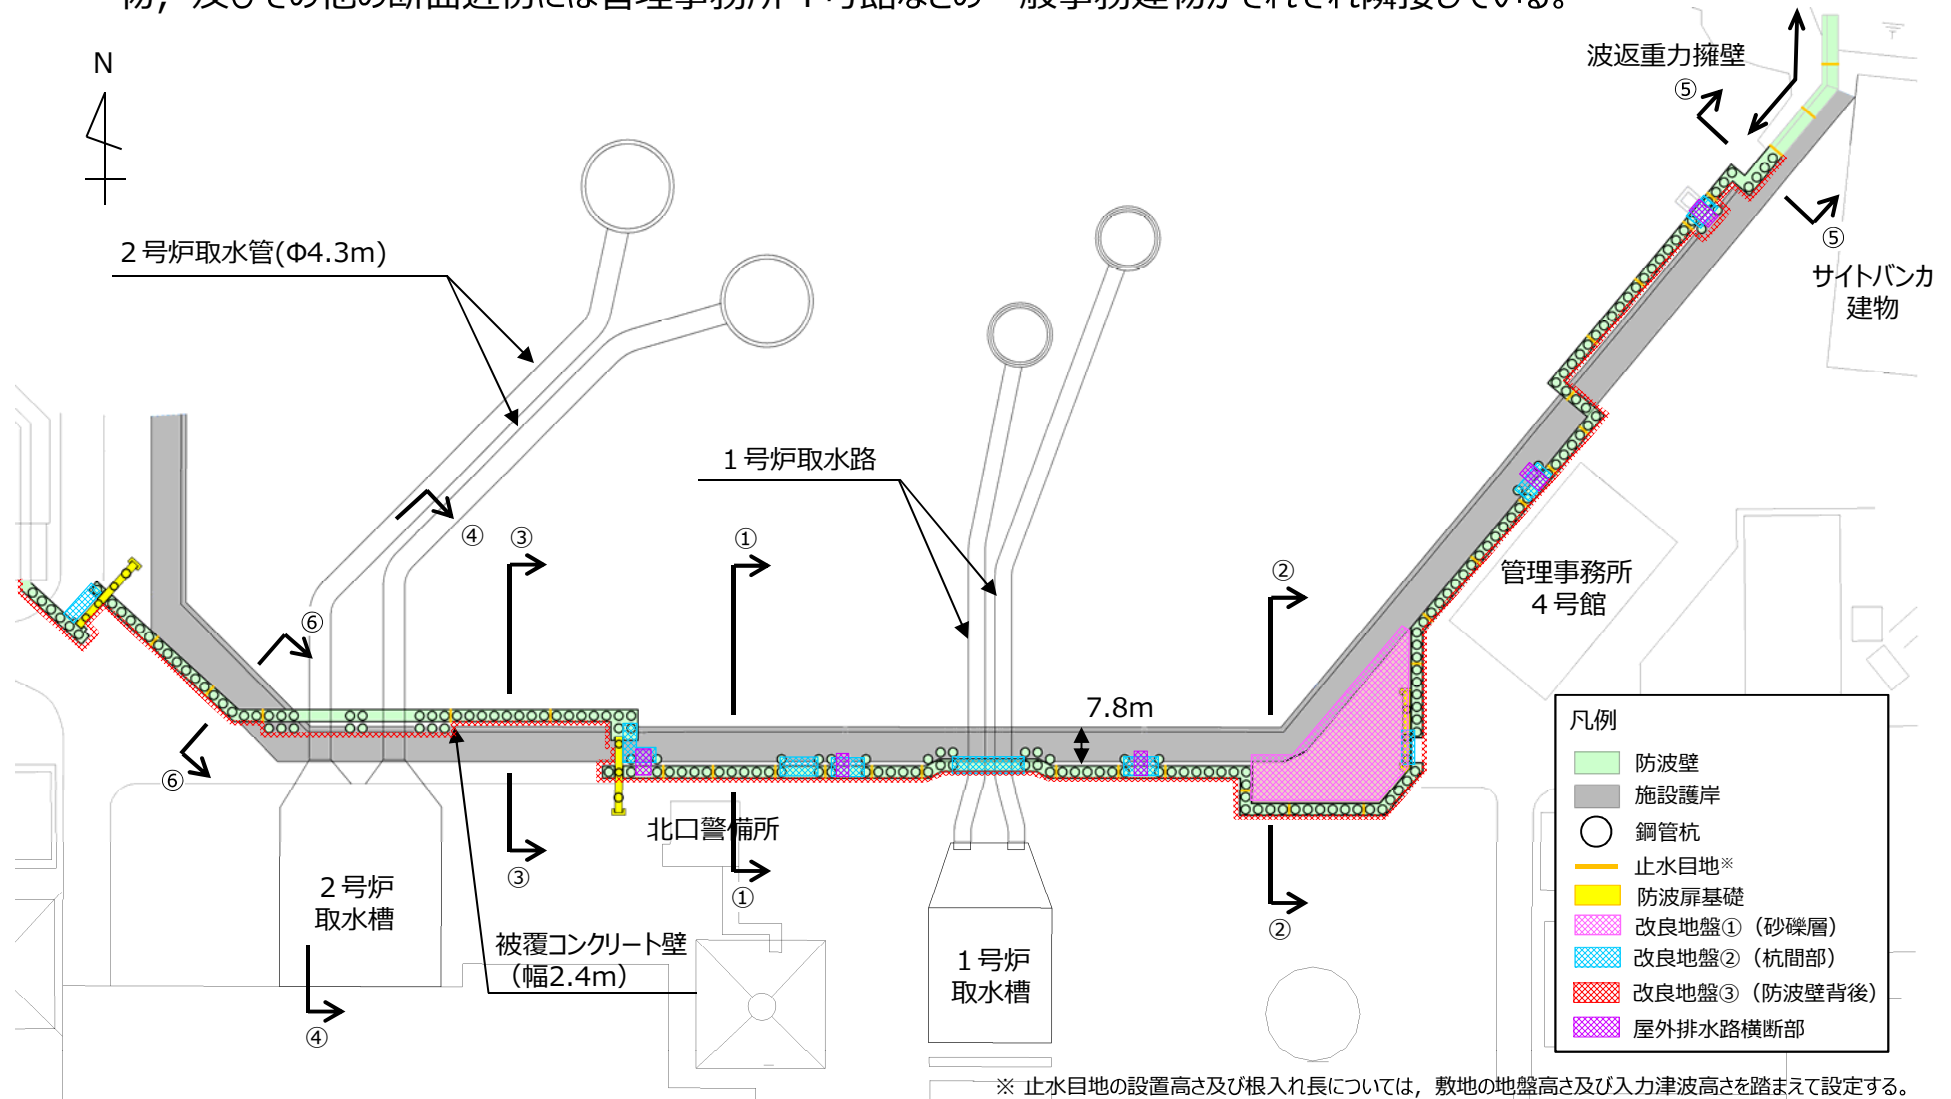 N
波返重力擁壁
⑤
⑤
サイトバンカ
建物
２号炉取水管(Φ4.3m)
１号炉取水路
④
③
①
②
管理事務所
４号館
⑥
⑥
7.8m
北口警備所
③
①
②
２号炉
取水槽
被覆コンクリート壁
（幅2.4m）
１号炉
取水槽
④
凡例
防波壁
施設護岸
鋼管杭
止水目地※
防波扉基礎
改良地盤①（砂礫層）
改良地盤②（杭間部）
改良地盤③（防波壁背後）
屋外排水路横断部
※ 止水目地の設置高さ及び根入れ長については，敷地の地盤高さ及び入力津波高さを踏まえて設定する。